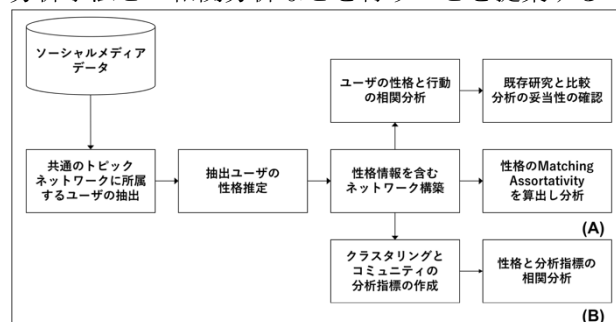 ソーシャルメディア
データ
ユーザの性格と行動
の相関分析
既存研究と比較
分析の妥当性の確認
共通のトピック
ネットワークに所属
するユーザの抽出
抽出ユーザの
性格推定
性格情報を含む
ネットワーク構築
性格のMatching
Assortativity
を算出し分析
(A)
クラスタリングと
コミュニティの
分析指標の作成
性格と分析指標の
相関分析
(B)